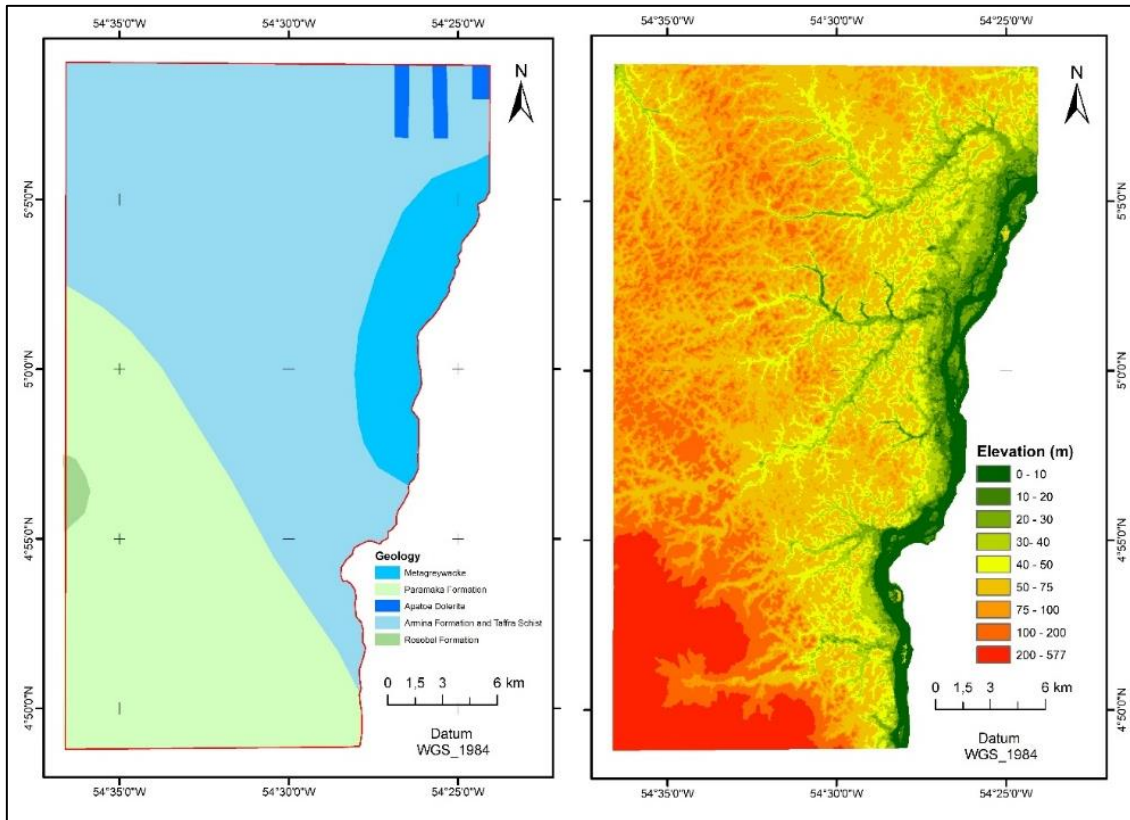 54°35'0"W 54°30'0"W 54°25'0"W
N
5°5'0"N
5°0'0"N
4°55'0"N
4°50'0"N
Geology
Metagreywacke
Paramaka Formation
Apatoe Dolerite
Armina Formation and Taffra Schist
Rosebel Formation
0 1,5 3 6 km
Datum
WGS_1984
54°35'0"W 54°30'0"W 54°25'0"W
54°35'0"W 54°30'0"W 54°25'0"W
N
5°5'0"N
5°0'0"N
4°55'0"N
4°50'0"N
Elevation (m)
0 - 10
10 - 20
20 - 30
30- 40
40 - 50
50 - 75
75 - 100
100 - 200
200 - 577
0 1,5 3 6 km
Datum
WGS_1984
54°35'0"W 54°30'0"W 54°25'0"W